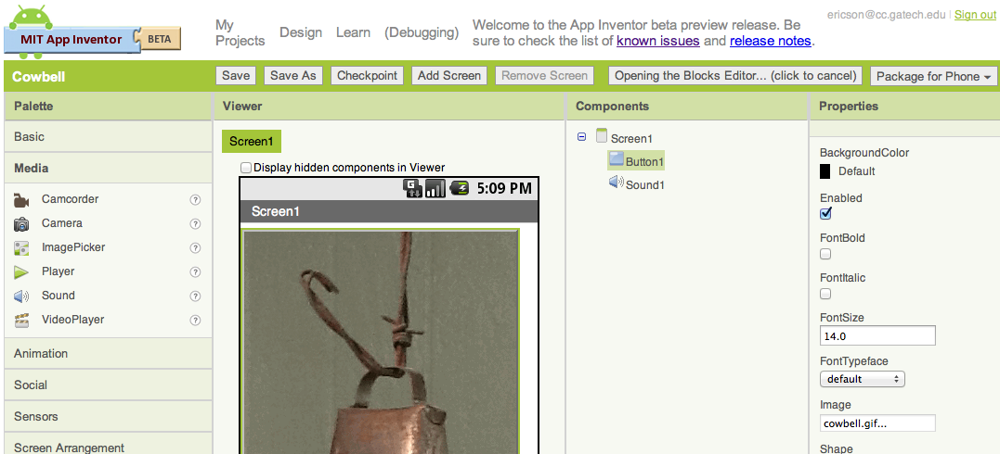 MIT App Inventor BETA
My Projects
Design
Learn
(Debugging)
Welcome to the App Inventor beta preview release. Be
sure to check the list of known issues and release notes.
ericson@cc.gatech.edu | Sign out
Cowbell
Save
Save As
Checkpoint
Add Screen
Remove Screen
Opening the Blocks Editor... (click to cancel)
Package for Phone
Palette
Basic
Media
Camcorder ?
Camera ?
ImagePicker ?
Player ?
Sound ?
VideoPlayer ?
Animation
Social
Sensors
Screen Arrangement
Viewer
Screen1
Display hidden components in Viewer
G 5:09 PM
Screen1
Components
Screen1
Button1
Sound1
Properties
BackgroundColor
Default
Enabled
FontBold
FontItalic
FontSize
14.0
FontTypeface
default
Image
cowbell.gif...
Shape